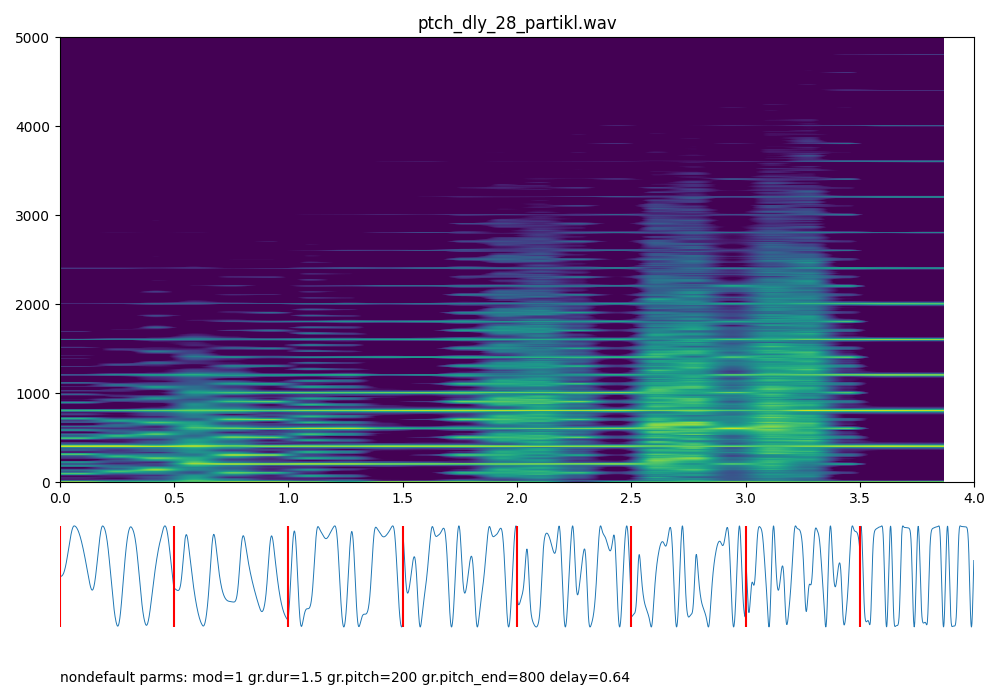 ptch_dly_28_partikl.wav
5000
4000
3000
2000
1000
0
0.0 0.5 1.0 1.5 2.0 2.5 3.0 3.5 4.0
nondefault parms: mod=1 gr.dur=1.5 gr.pitch=200 gr.pitch_end=800 delay=0.64